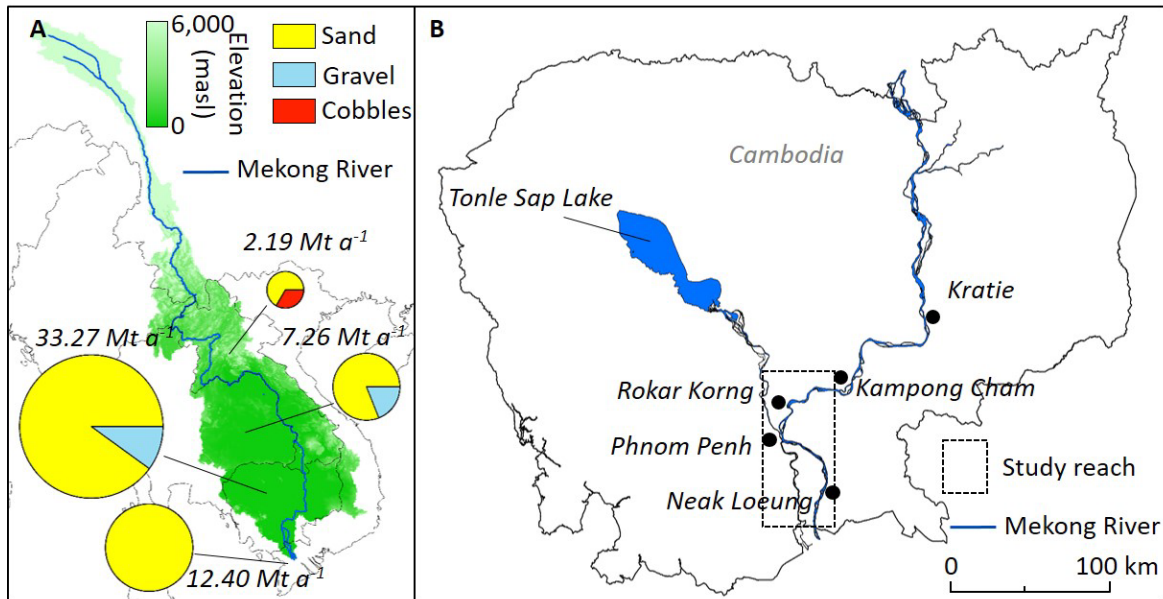 A
6,000
0
Elevation
(masl)
Sand
Gravel
Cobbles
Mekong River
2.19 Mt a⁻¹
33.27 Mt a⁻¹
7.26 Mt a⁻¹
12.40 Mt a⁻¹
B
Cambodia
Tonle Sap Lake
Kratie
Rokar Korng
Kampong Cham
Phnom Penh
Neak Loeung
Study reach
Mekong River
0 100 km